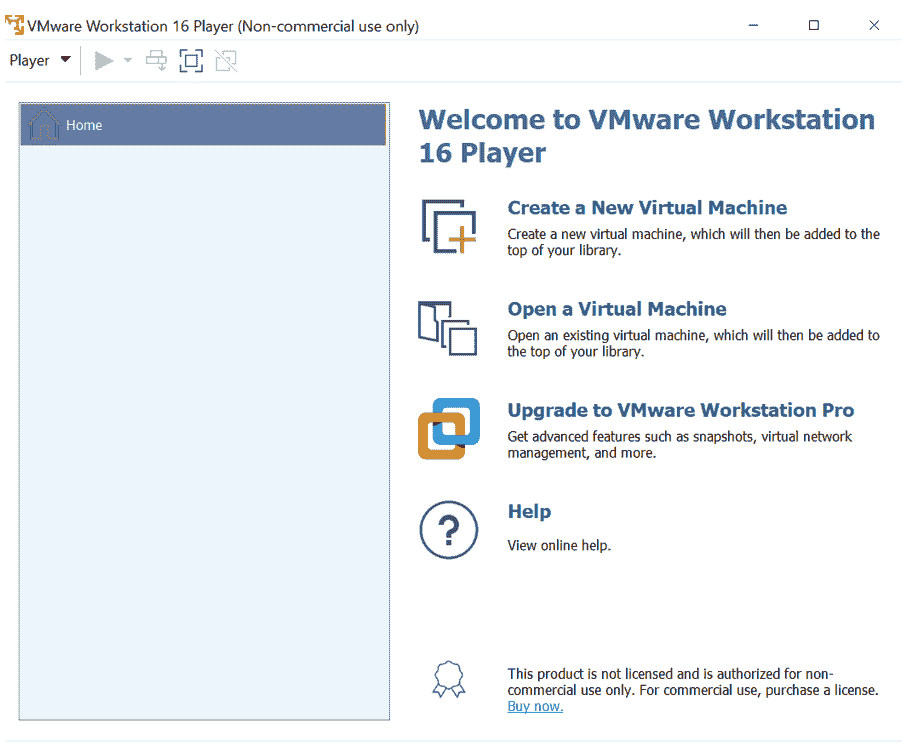 VMware Workstation 16 Player (Non-commercial use only)
Player
Home
Welcome to VMware Workstation
16 Player
Create a New Virtual Machine
Create a new virtual machine, which will then be added to the
top of your library.
Open a Virtual Machine
Open an existing virtual machine, which will then be added to
the top of your library.
Upgrade to VMware Workstation Pro
Get advanced features such as snapshots, virtual network
management, and more.
?
Help
View online help.
This product is not licensed and is authorized for non-
commercial use only. For commercial use, purchase a license.
Buy now.